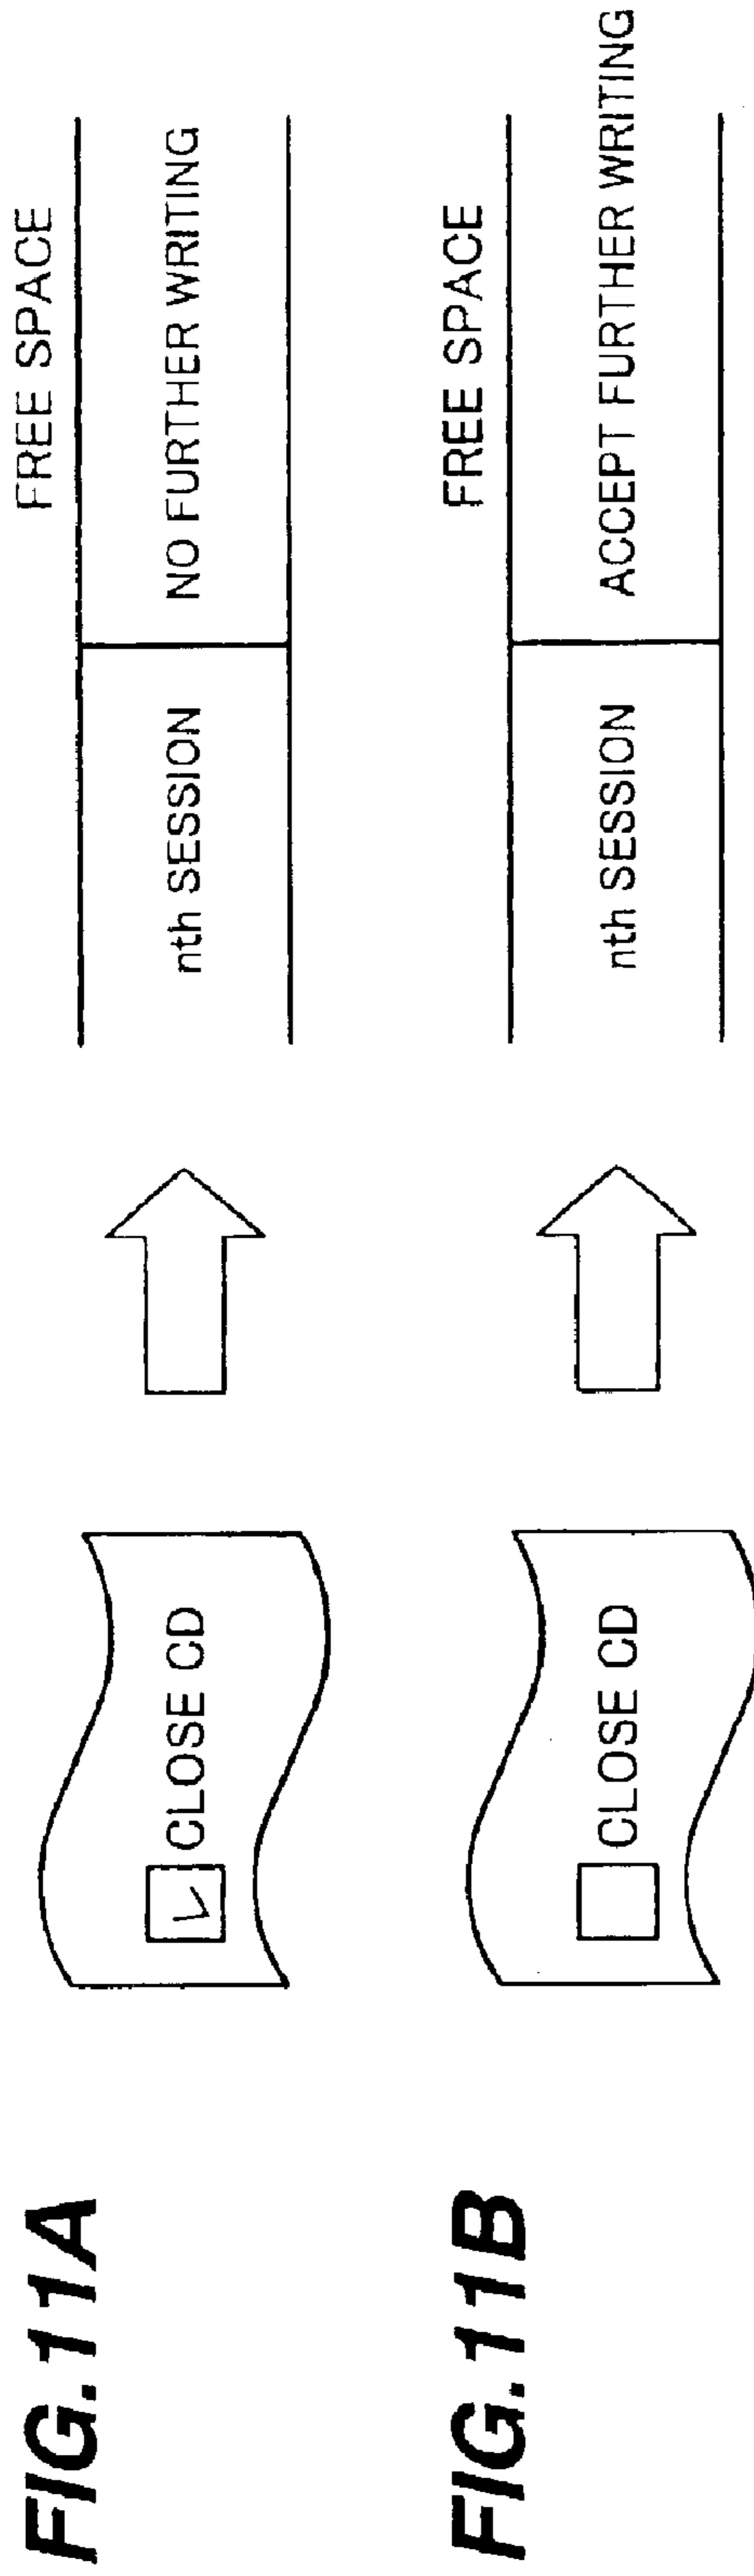 FIG.11A
CLOSE CD
FREE SPACE
nth SESSION
NO FURTHER WRITING
FIG.11B
CLOSE CD
FREE SPACE
nth SESSION
ACCEPT FURTHER WRITING